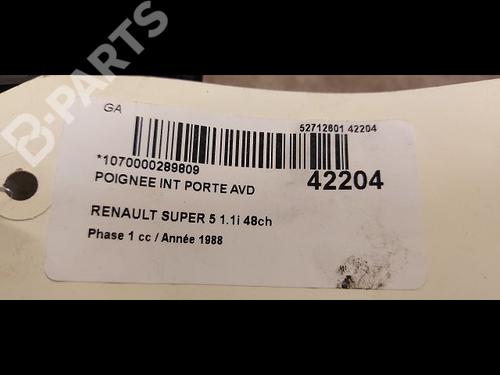 B-PARTS
GA
52712601 42204
*1070000289809
POIGNEE INT PORTE AVD
42204
RENAULT SUPER 5 1.1i 48ch
Phase 1 cc / Année 1988